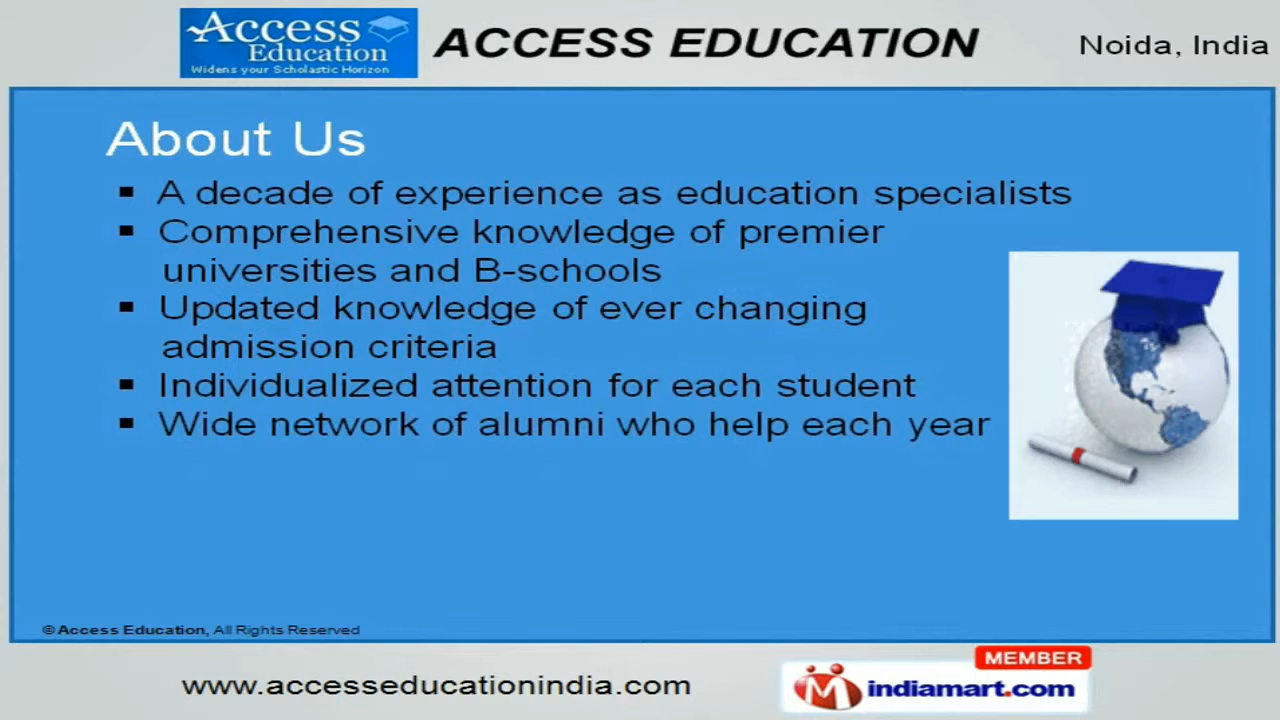 Access
Education
Widens your Scholastic Horizon
ACCESS EDUCATION
Noida, India
About Us
▪ A decade of experience as education specialists
▪ Comprehensive knowledge of premier
universities and B-schools
▪ Updated knowledge of ever changing
admission criteria
▪ Individualized attention for each student
▪ Wide network of alumni who help each year
© Access Education, All Rights Reserved
www.accesseducationindia.com
MEMBER
indiamart.com